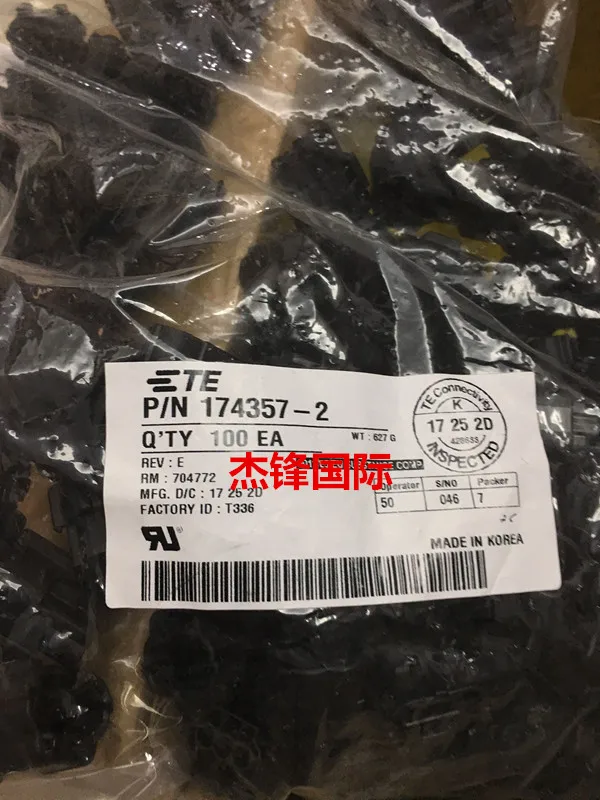 TE
P/N 174357-2
Q'TY 100 EA
WT : 627 G
REV : E
CORP.
RM : 704772
MFG. D/C : 17 25 2D
FACTORY ID : T336
杰锋国际
Operator S/NO Packer
50 046 7
TE Connectivity
K
17 25 2D
INSPECTED
MADE IN KOREA